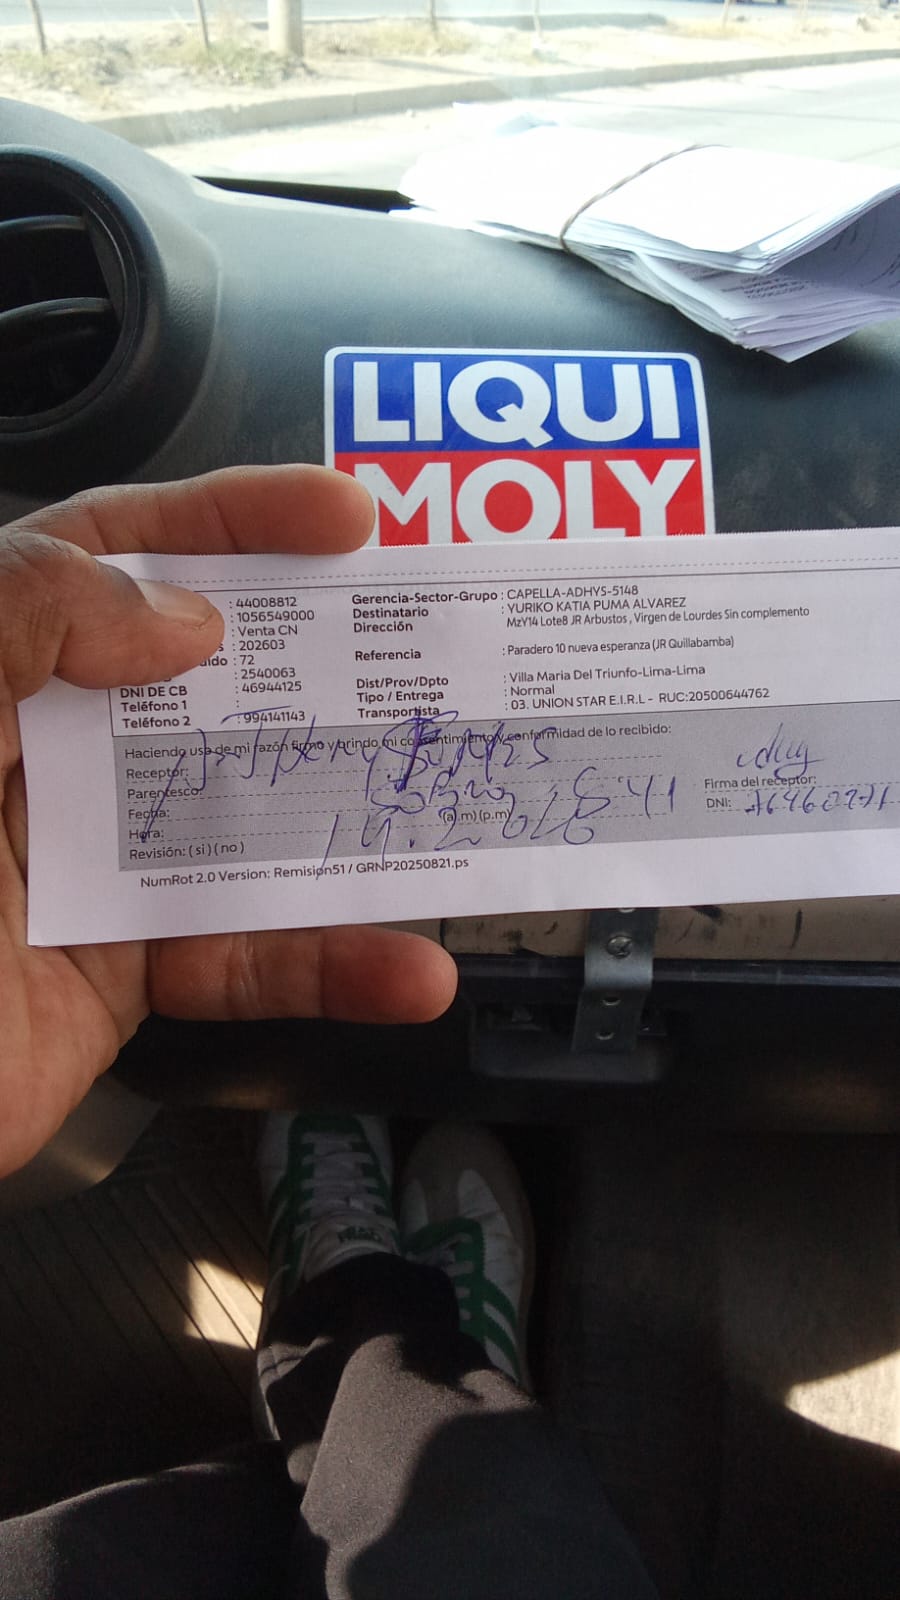 LIQUI
MOLY
: 44008812
: 1056549000
: Venta CN
: 202603
: 72
: 2540063
DNI DE CB : 46944125
Teléfono 1 :
Teléfono 2 : 994141143
Gerencia-Sector-Grupo : CAPELLA-ADHYS-5148
Destinatario : YURIKO KATIA PUMA ALVAREZ
Dirección MzY14 Lote8 JR Arbustos , Virgen de Lourdes Sin complemento
Referencia : Paradero 10 nueva esperanza (JR Quillabamba)
Dist/Prov/Dpto : Villa Maria Del Triunfo-Lima-Lima
Tipo / Entrega : Normal
Transportista : 03. UNION STAR E.I.R.L - RUC:20500644762
Haciendo uso de mi razón firmo y brindo mi consentimiento y conformidad de lo recibido:
Receptor:
Parentesco:
Fecha:
Hora: (a.m) (p.m)
Revisión: ( si ) ( no )
Firma del receptor:
DNI: 76960271
NumRot 2.0 Version: Remision51 / GRNP20250821.ps